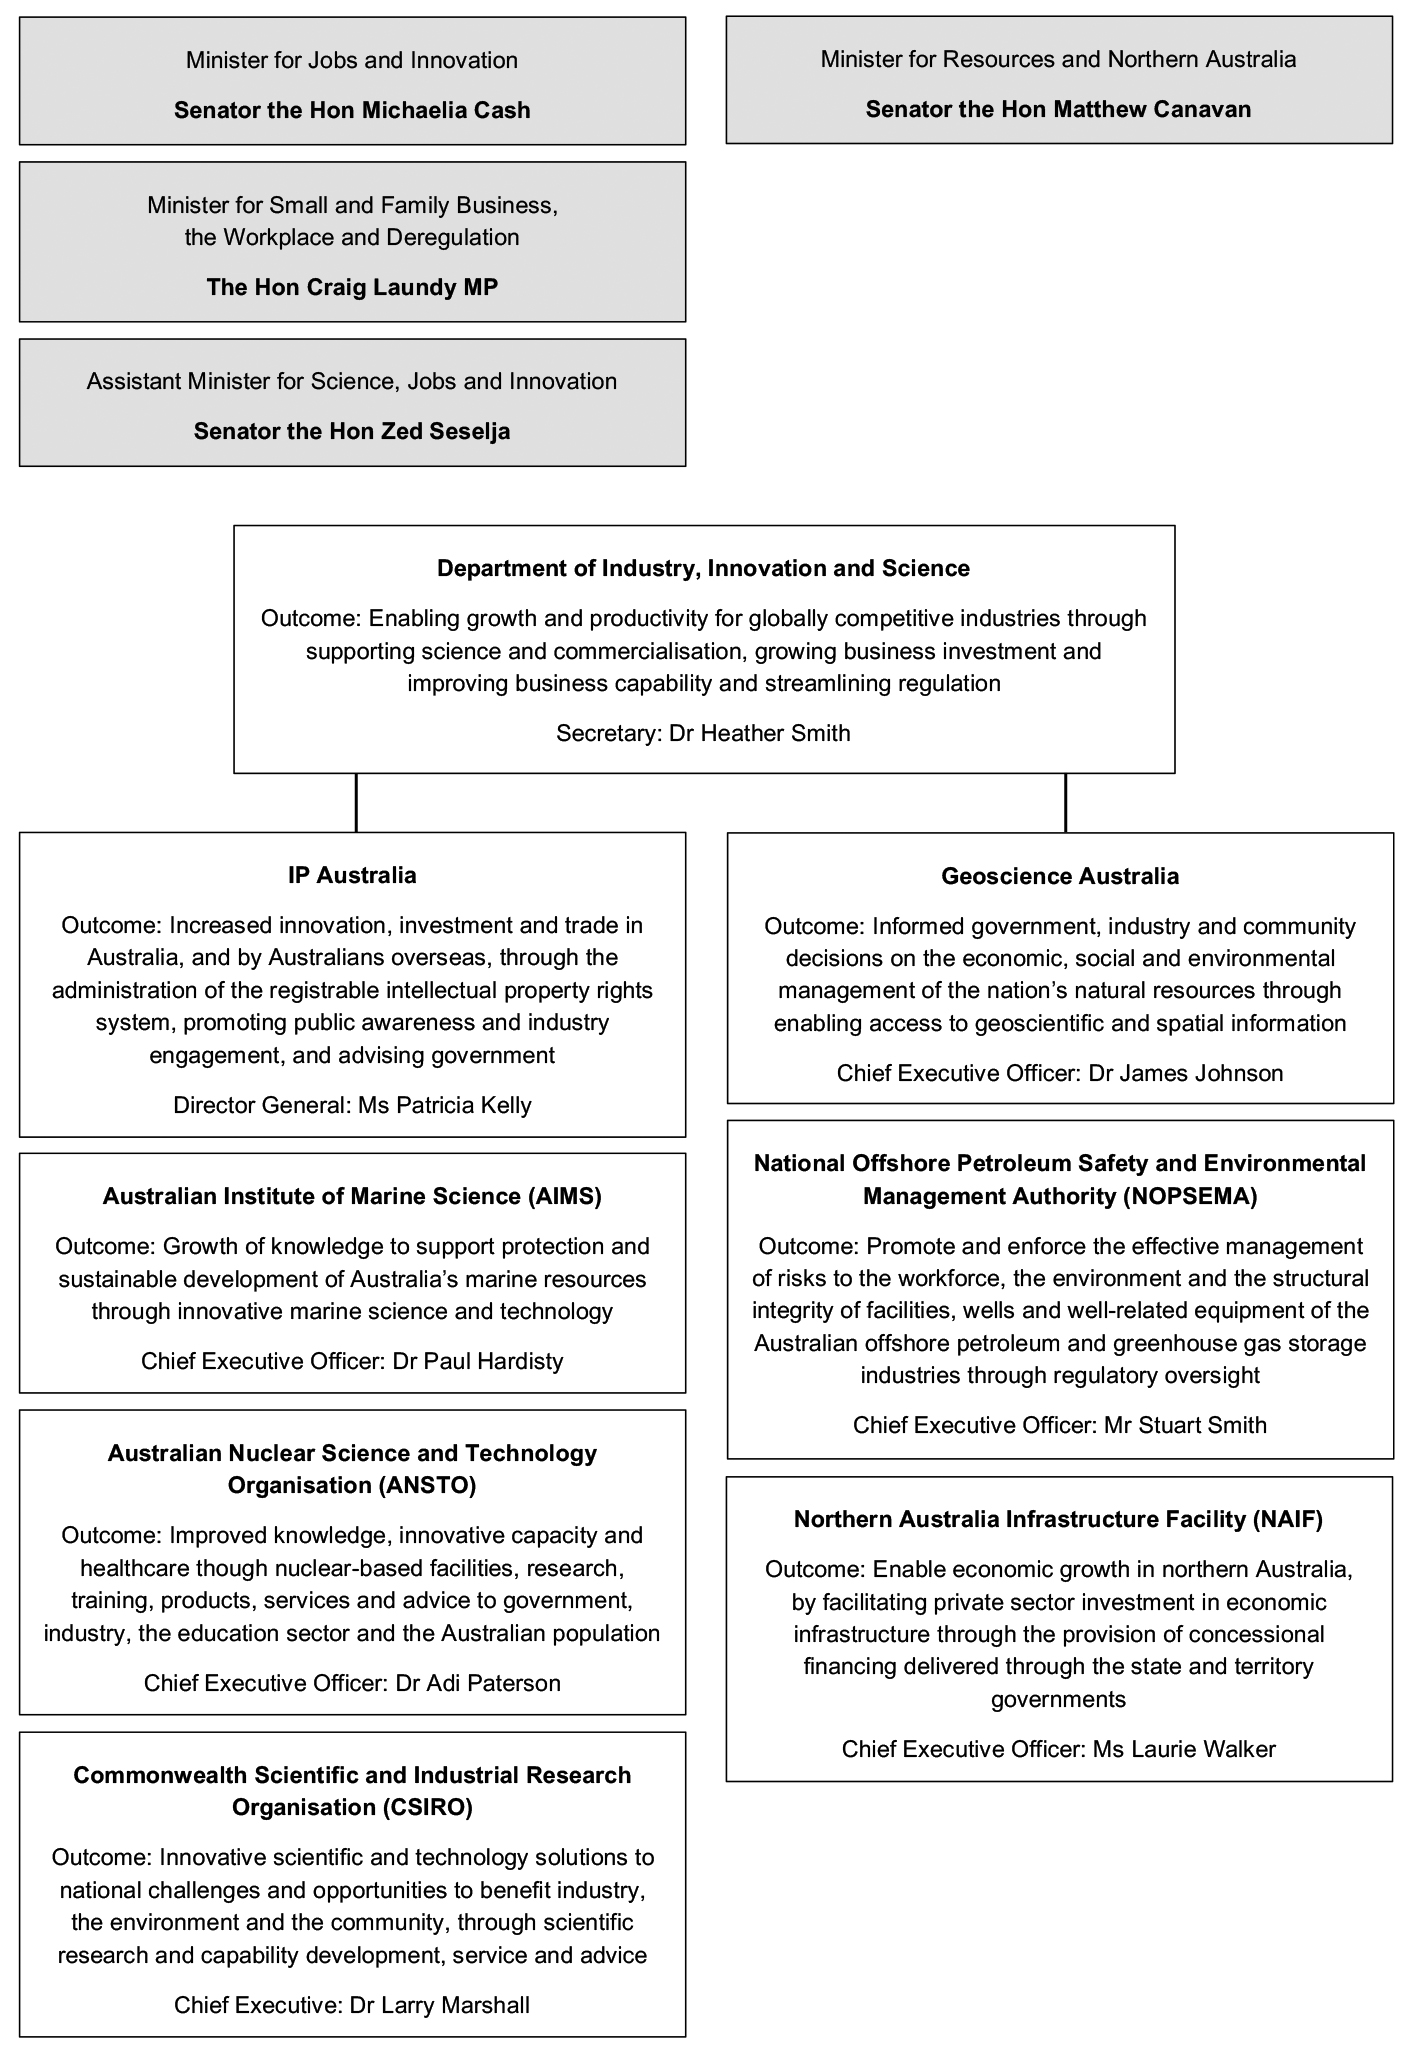 Minister for Jobs and Innovation
Senator the Hon Michaelia Cash
Minister for Small and Family Business,
the Workplace and Deregulation
The Hon Craig Laundy MP
Assistant Minister for Science, Jobs and Innovation
Senator the Hon Zed Seselja
Minister for Resources and Northern Australia
Senator the Hon Matthew Canavan
Department of Industry, Innovation and Science
Outcome: Enabling growth and productivity for globally competitive industries through
supporting science and commercialisation, growing business investment and
improving business capability and streamlining regulation
Secretary: Dr Heather Smith
IP Australia
Outcome: Increased innovation, investment and trade in
Australia, and by Australians overseas, through the
administration of the registrable intellectual property rights
system, promoting public awareness and industry
engagement, and advising government
Director General: Ms Patricia Kelly
Australian Institute of Marine Science (AIMS)
Outcome: Growth of knowledge to support protection and
sustainable development of Australia’s marine resources
through innovative marine science and technology
Chief Executive Officer: Dr Paul Hardisty
Australian Nuclear Science and Technology
Organisation (ANSTO)
Outcome: Improved knowledge, innovative capacity and
healthcare though nuclear-based facilities, research,
training, products, services and advice to government,
industry, the education sector and the Australian population
Chief Executive Officer: Dr Adi Paterson
Commonwealth Scientific and Industrial Research
Organisation (CSIRO)
Outcome: Innovative scientific and technology solutions to
national challenges and opportunities to benefit industry,
the environment and the community, through scientific
research and capability development, service and advice
Chief Executive: Dr Larry Marshall
Geoscience Australia
Outcome: Informed government, industry and community
decisions on the economic, social and environmental
management of the nation’s natural resources through
enabling access to geoscientific and spatial information
Chief Executive Officer: Dr James Johnson
National Offshore Petroleum Safety and Environmental
Management Authority (NOPSEMA)
Outcome: Promote and enforce the effective management
of risks to the workforce, the environment and the structural
integrity of facilities, wells and well-related equipment of the
Australian offshore petroleum and greenhouse gas storage
industries through regulatory oversight
Chief Executive Officer: Mr Stuart Smith
Northern Australia Infrastructure Facility (NAIF)
Outcome: Enable economic growth in northern Australia,
by facilitating private sector investment in economic
infrastructure through the provision of concessional
financing delivered through the state and territory
governments
Chief Executive Officer: Ms Laurie Walker